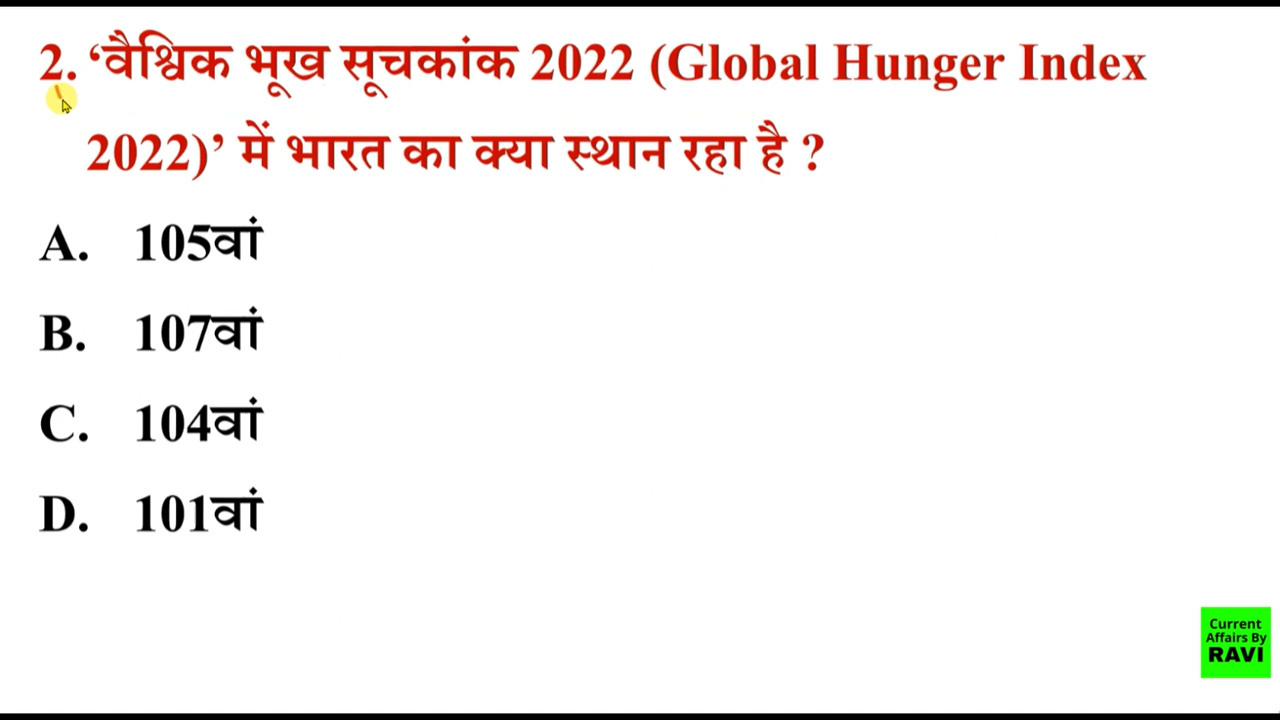 2. ‘वैश्विक भूख सूचकांक 2022 (Global Hunger Index
2022)’ में भारत का क्या स्थान रहा है ?
A. 105वां
B. 107वां
C. 104वां
D. 101वां
Current
Affairs By
RAVI